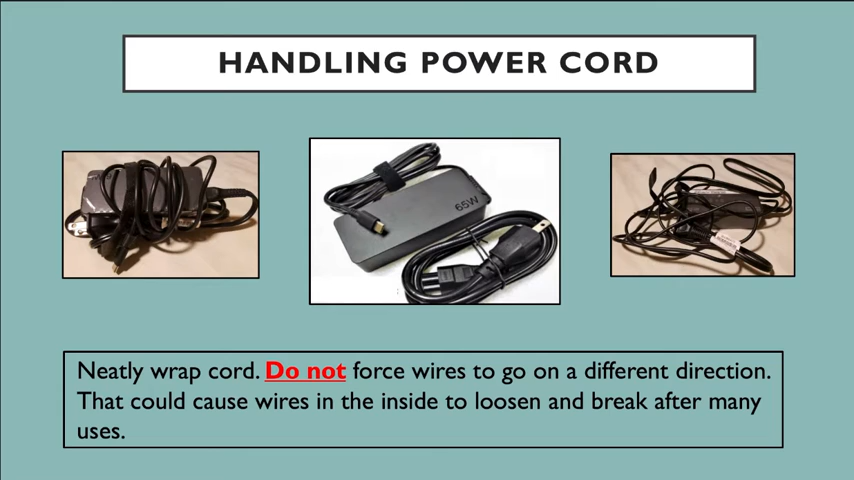 HANDLING POWER CORD
65W
Neatly wrap cord. Do not force wires to go on a different direction.
That could cause wires in the inside to loosen and break after many
uses.